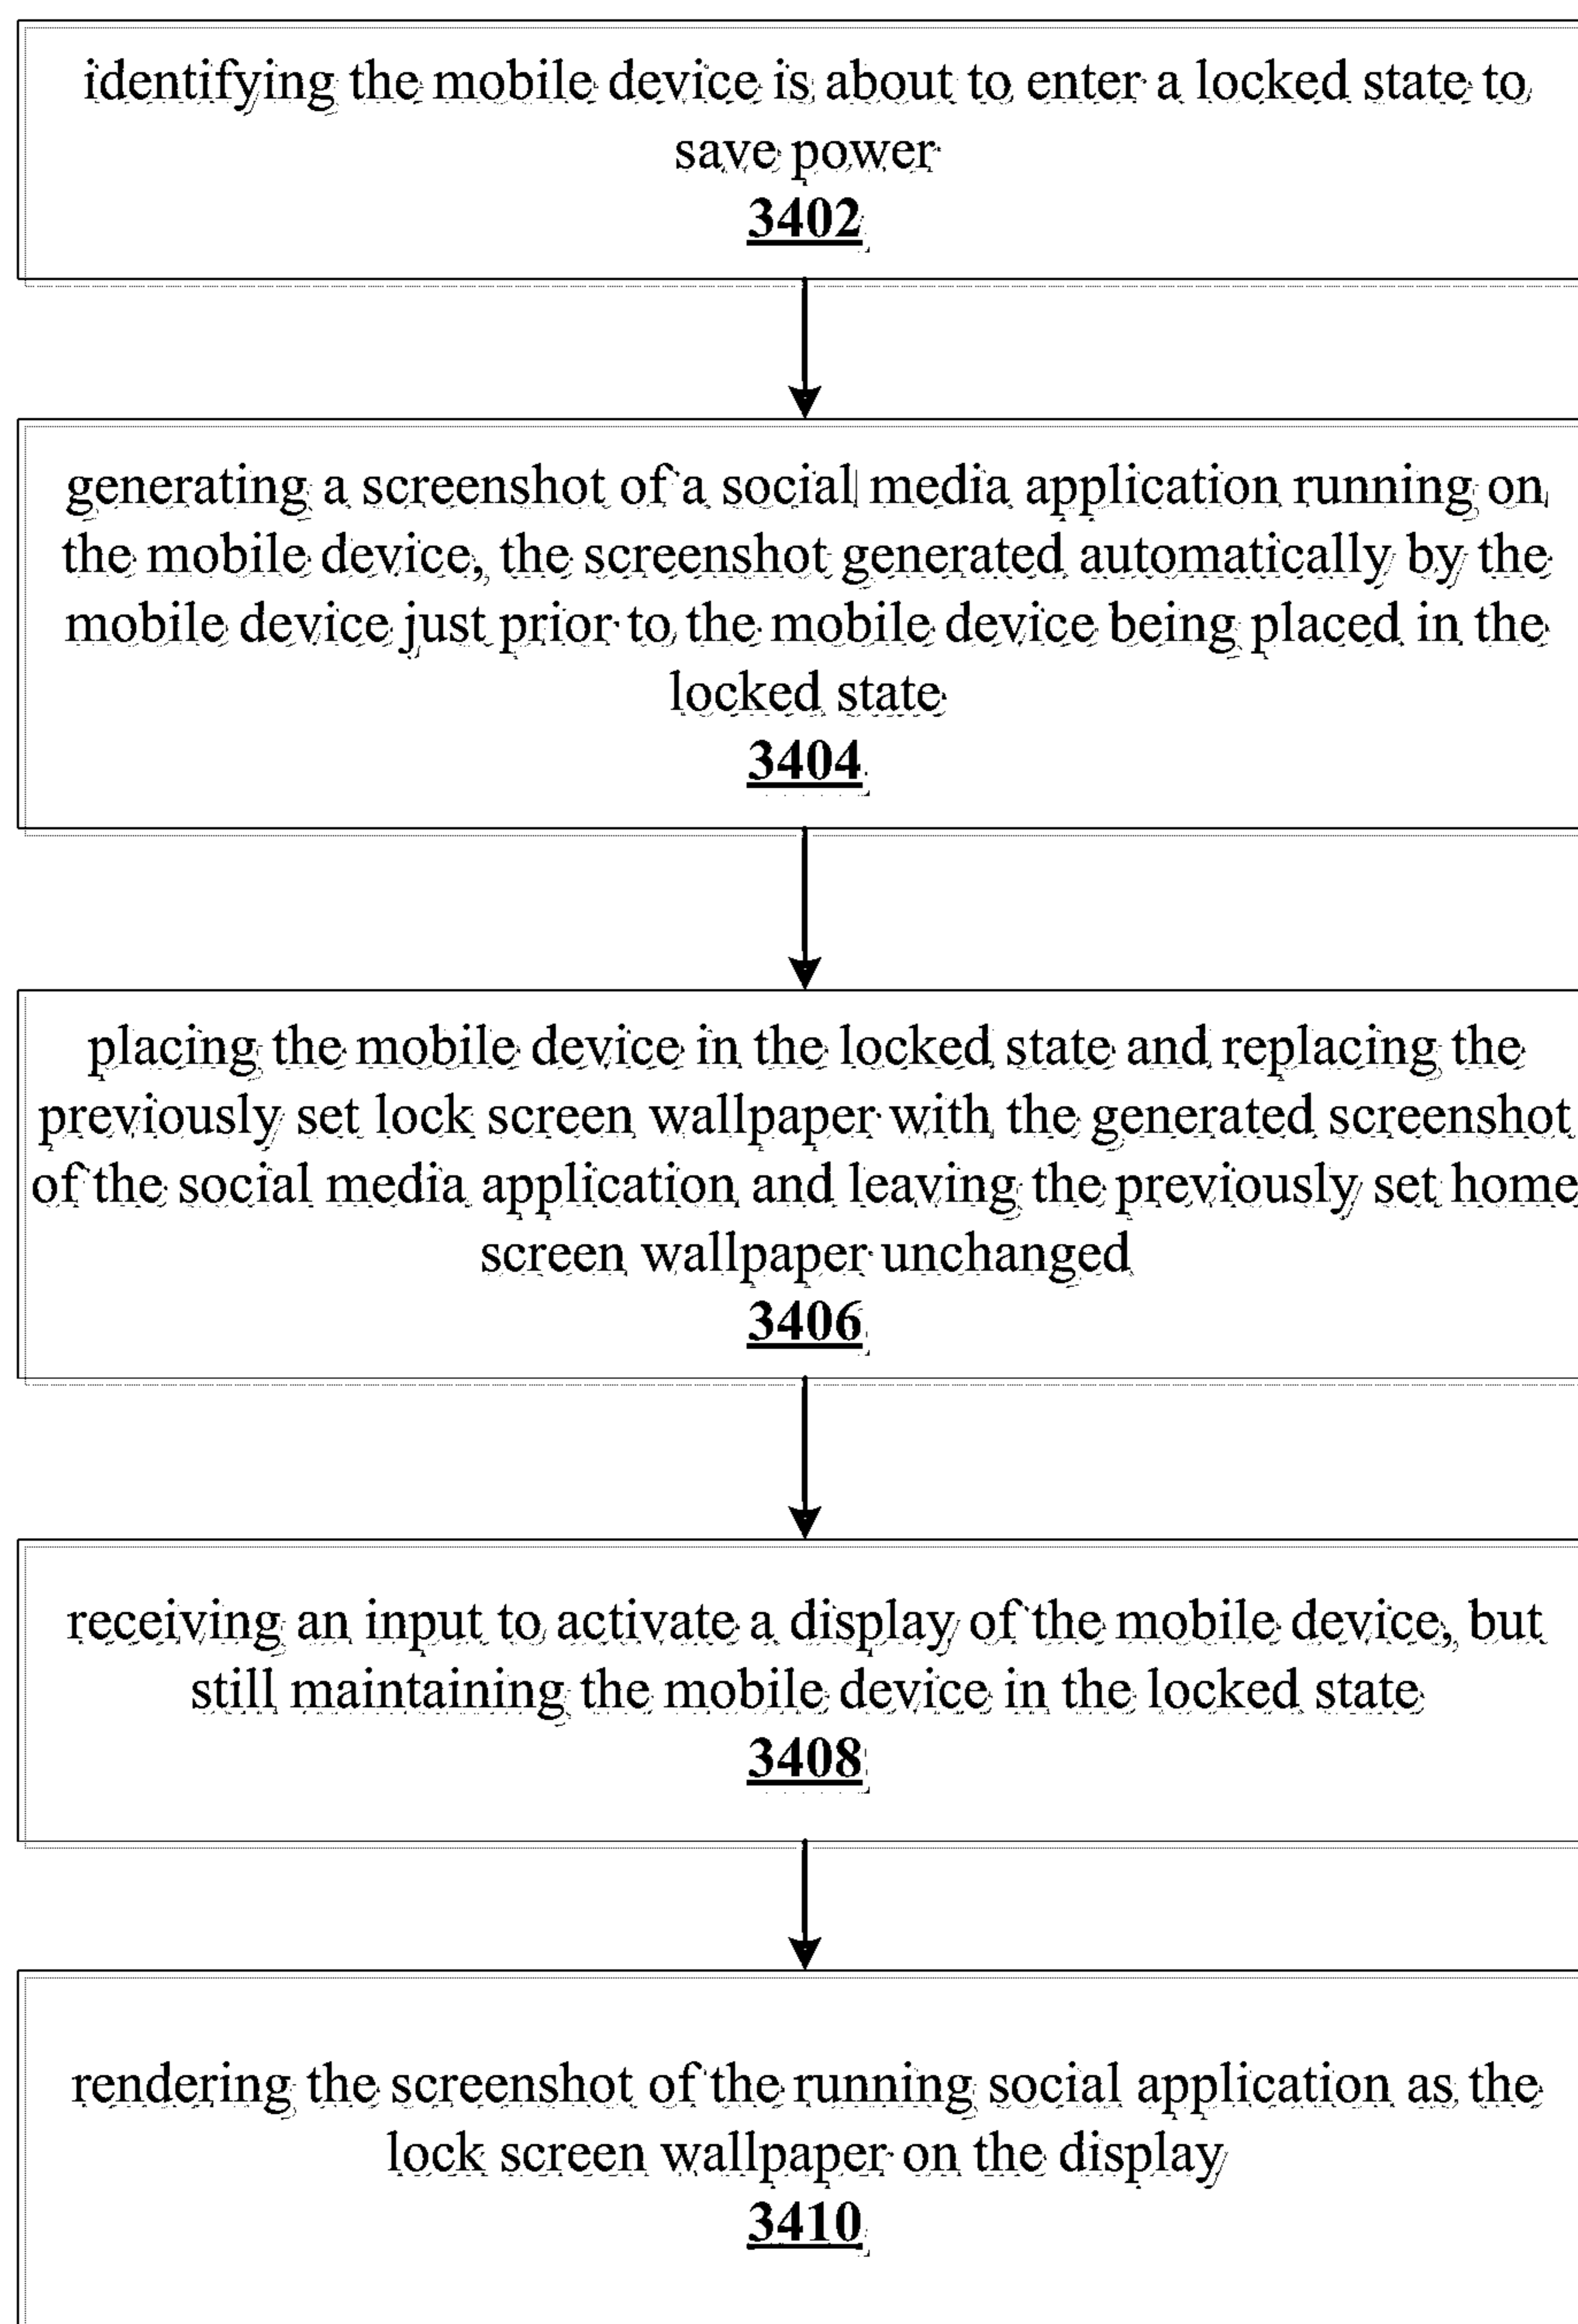 identifying the mobile device is about to enter a locked state to
save power
3402
generating a screenshot of a social media application running on
the mobile device, the screenshot generated automatically by the
mobile device just prior to the mobile device being placed in the
locked state
3404
placing the mobile device in the locked state and replacing the
previously set lock screen wallpaper with the generated screenshot
of the social media application and leaving the previously set home
screen wallpaper unchanged
3406
receiving an input to activate a display of the mobile device, but
still maintaining the mobile device in the locked state
3408
rendering the screenshot of the running social application as the
lock screen wallpaper on the display
3410